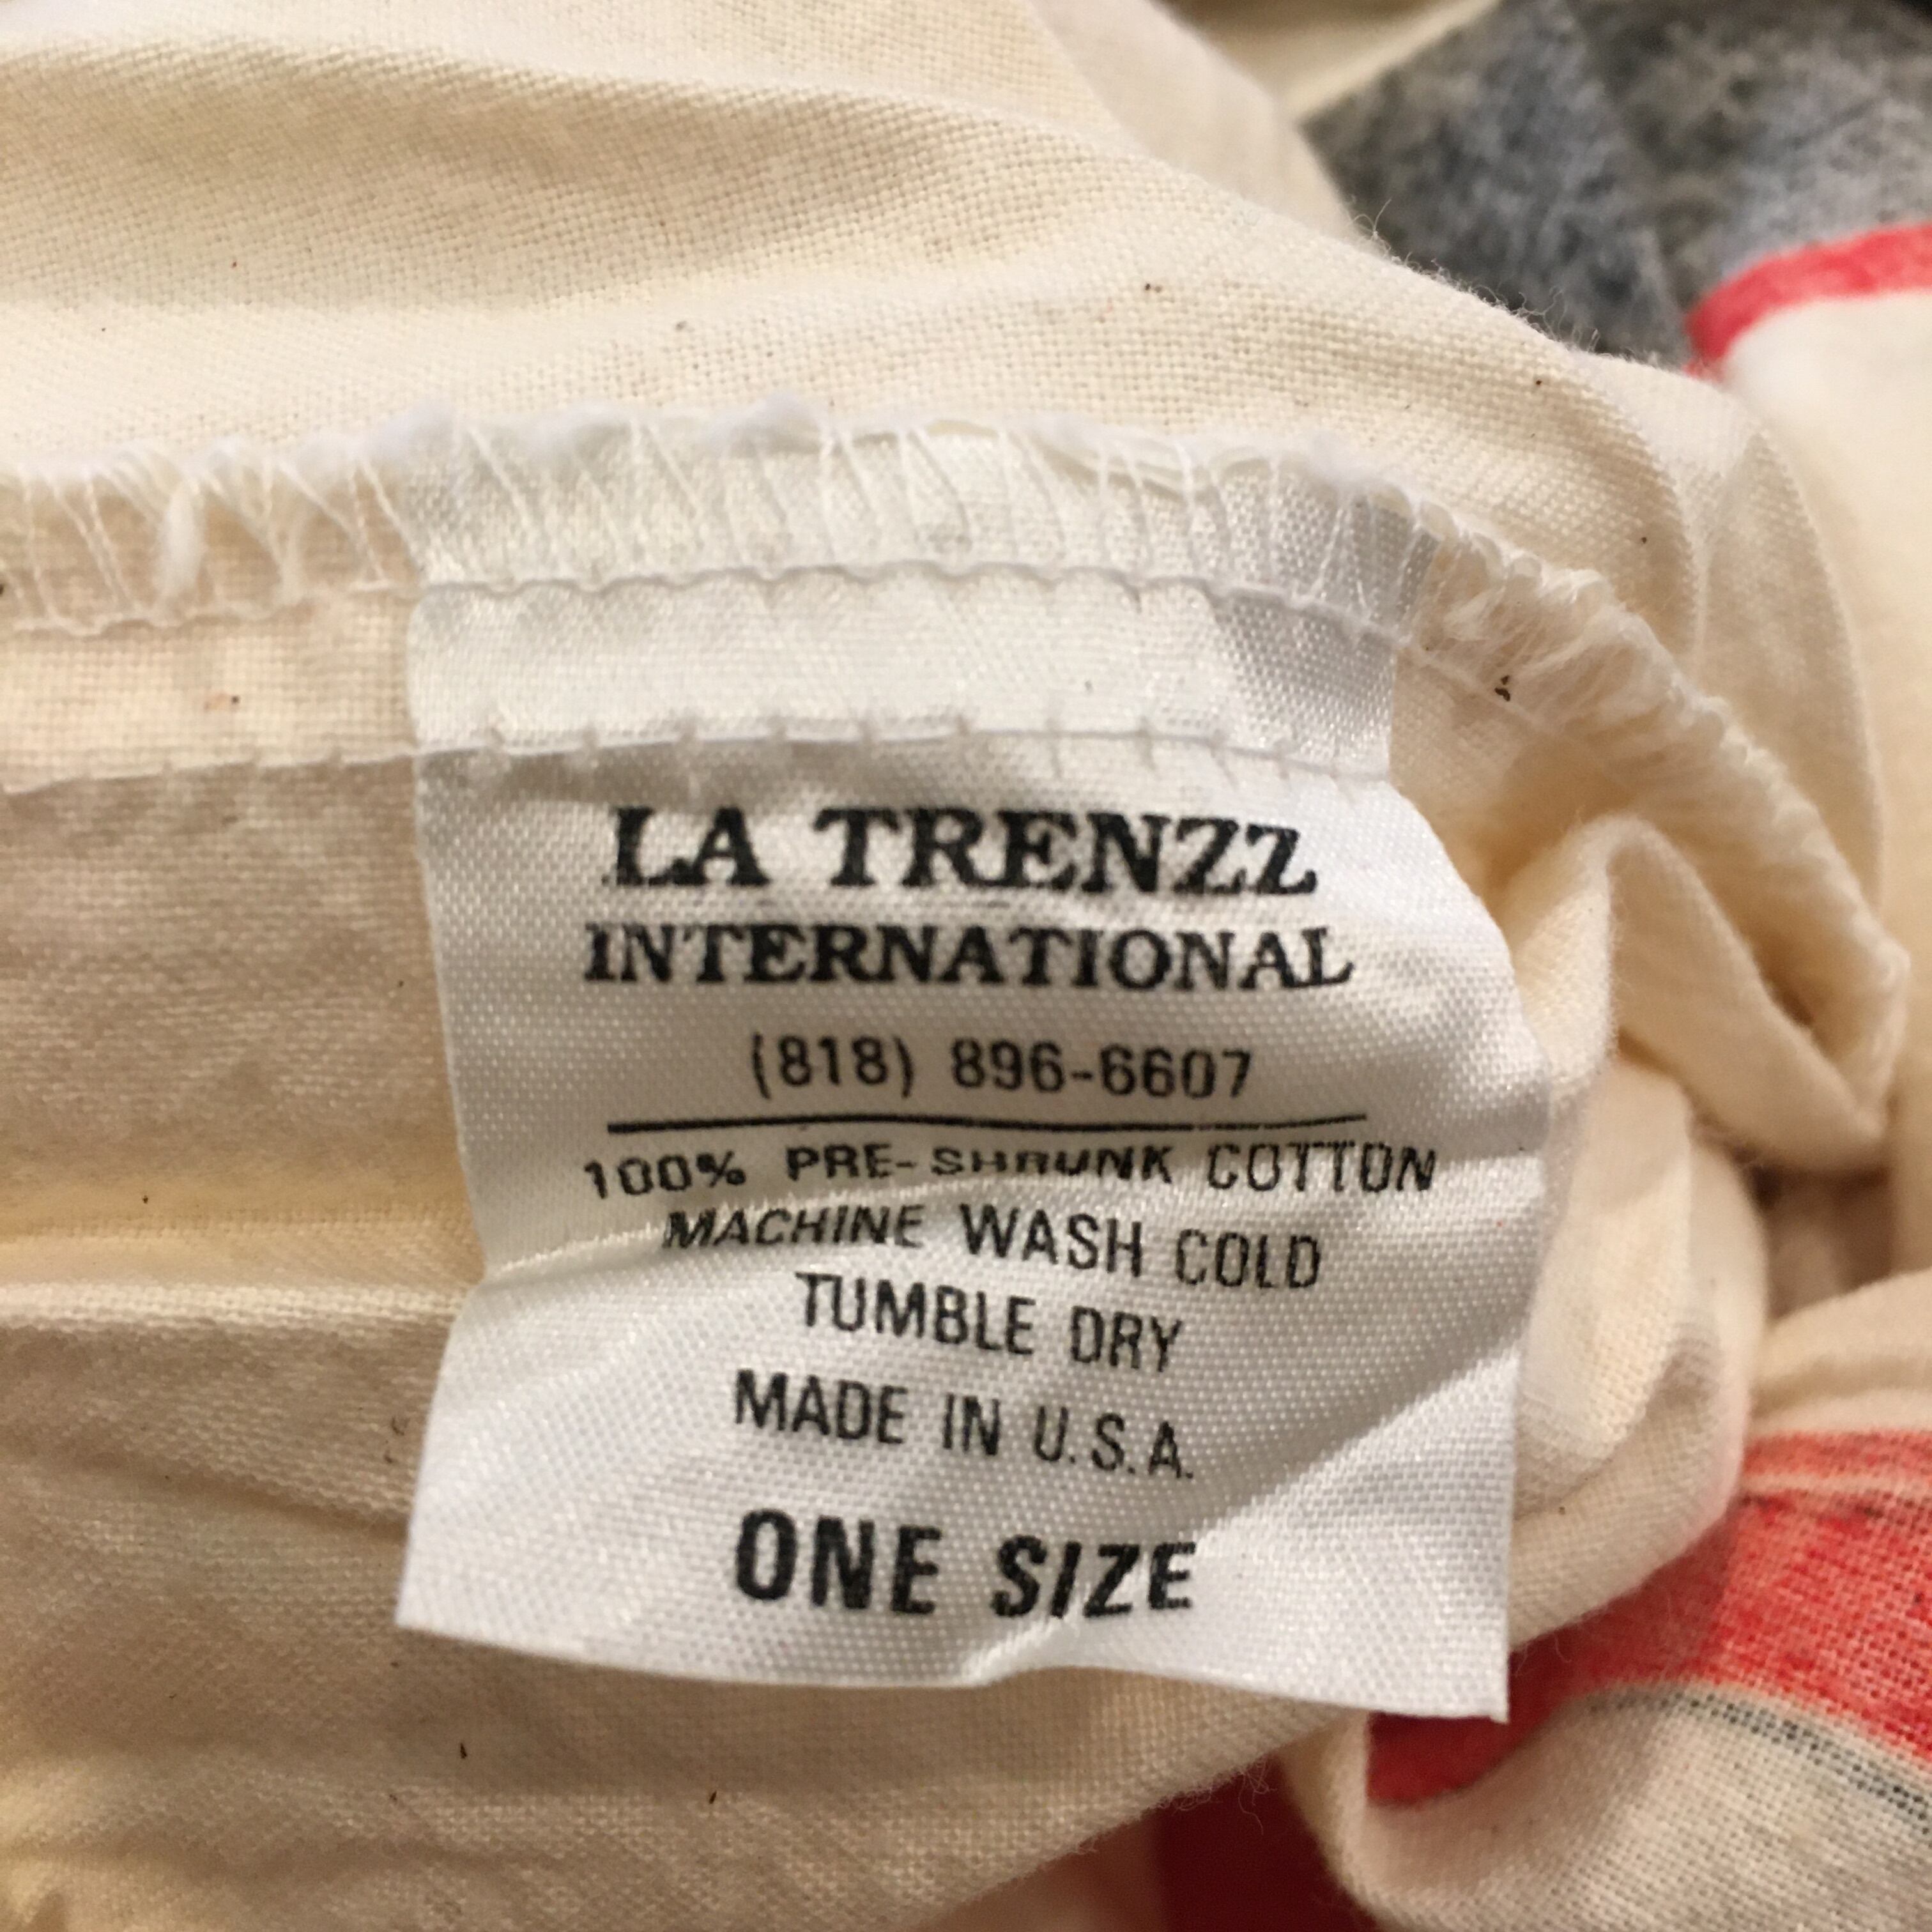 LA TRENZZ
INTERNATIONAL
(818) 896-6607
100% PRE-SHRUNK COTTON
MACHINE WASH COLD
TUMBLE DRY
MADE IN U.S.A.
ONE SIZE